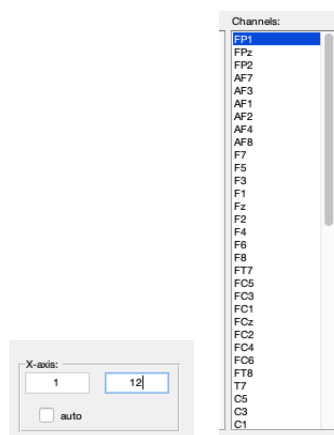 Channels:
FP1
FPz
FP2
AF7
AF3
AF1
AF2
AF4
AF8
F7
F5
F3
F1
Fz
F2
F4
F6
F8
FT7
FC5
FC3
FC1
FCz
FC2
FC4
FC6
FT8
T7
C5
C3
C1
X-axis:
1 12
auto